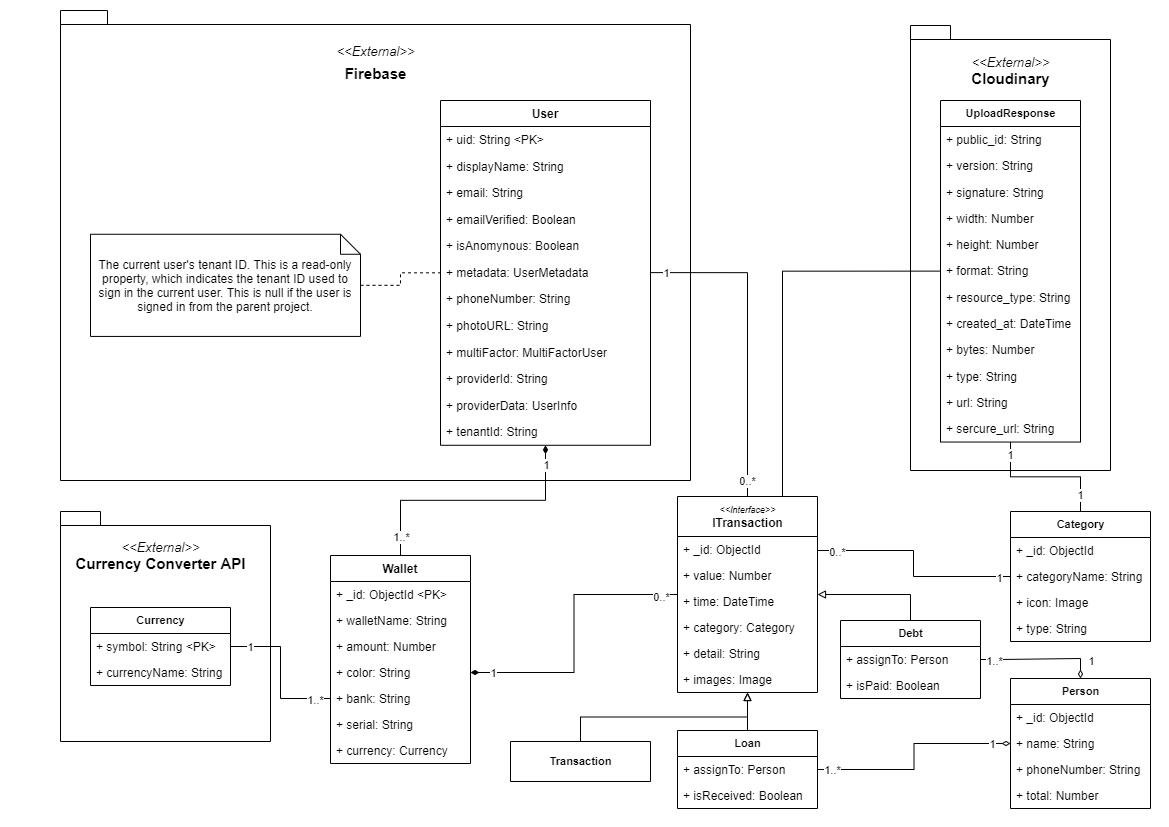 <<External>>
Firebase
User
+ uid: String <PK>
+ displayName: String
+ email: String
+ emailVerified: Boolean
+ isAnomynous: Boolean
+ metadata: UserMetadata
+ phoneNumber: String
+ photoURL: String
+ multiFactor: MultiFactorUser
+ providerId: String
+ providerData: UserInfo
+ tenantId: String
The current user's tenant ID. This is a read-only
property, which indicates the tenant ID used to
sign in the current user. This is null if the user is
signed in from the parent project.
1
1
0..*
1..*
<<External>>
Cloudinary
UploadResponse
+ public_id: String
+ version: String
+ signature: String
+ width: Number
+ height: Number
+ format: String
+ resource_type: String
+ created_at: DateTime
+ bytes: Number
+ type: String
+ url: String
+ sercure_url: String
1
1
<<External>>
Currency Converter API
Currency
+ symbol: String <PK>
+ currencyName: String
1
1..*
Wallet
+ _id: ObjectId <PK>
+ walletName: String
+ amount: Number
+ color: String
+ bank: String
+ serial: String
+ currency: Currency
1
0..*
<<Interface>>
ITransaction
+ _id: ObjectId
+ value: Number
+ time: DateTime
+ category: Category
+ detail: String
+ images: Image
0..*
1
Category
+ _id: ObjectId
+ categoryName: String
+ icon: Image
+ type: String
Debt
+ assignTo: Person
+ isPaid: Boolean
1..*
1
Person
+ _id: ObjectId
+ name: String
+ phoneNumber: String
+ total: Number
Transaction
Loan
+ assignTo: Person
+ isReceived: Boolean
1..*
1